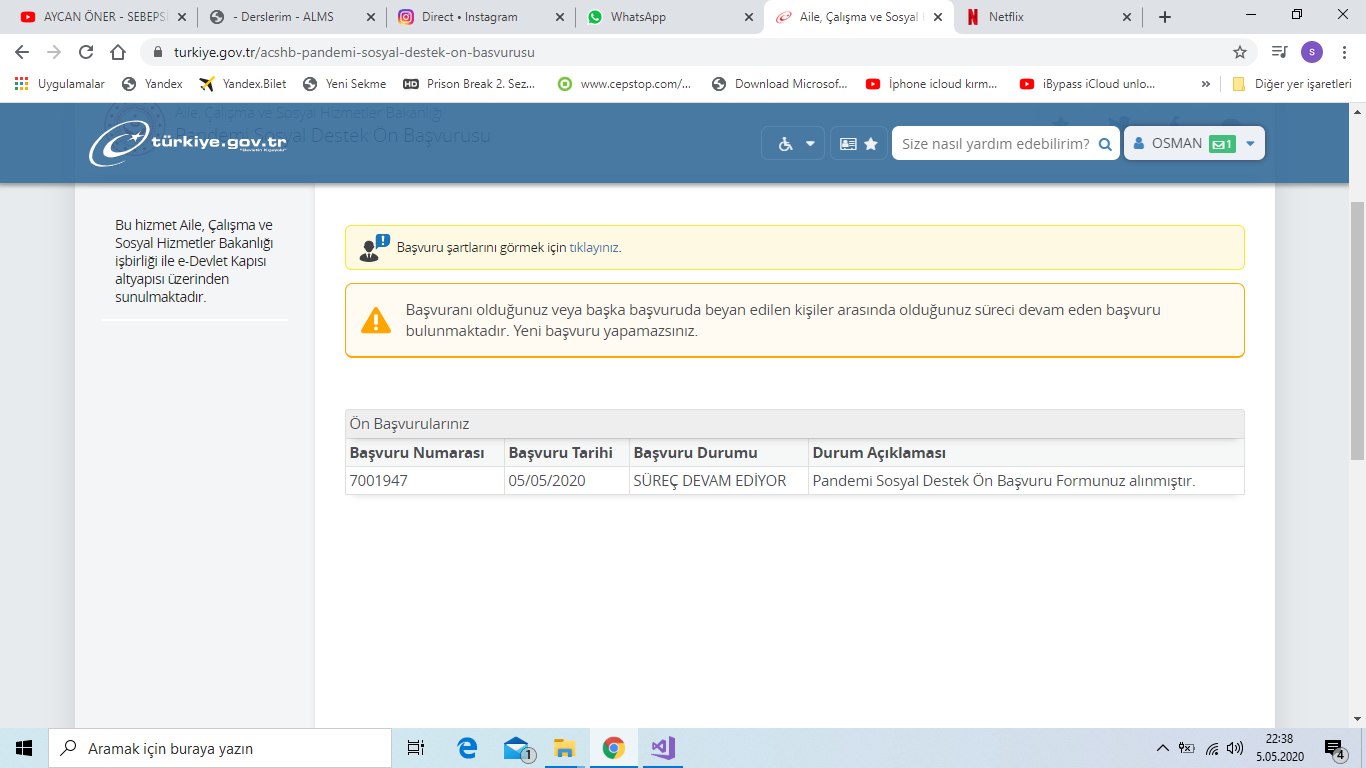 AYCAN ÖNER - SEBEPS
- Derslerim - ALMS
Direct • Instagram
WhatsApp
Aile, Çalışma ve Sosyal
Netflix
turkiye.gov.tr/acshb-pandemi-sosyal-destek-on-basvurusu
s
Uygulamalar
Yandex
Yandex.Bilet
Yeni Sekme
HD Prison Break 2. Sez...
www.cepstop.com/...
Download Microsof...
İphone icloud kırm...
iBypass iCloud unlo...
»
Diğer yer işaretleri
Aile, Çalışma ve Sosyal Hizmetler Bakanlığı
Pandemi Sosyal Destek Ön Başvurusu
türkiye.gov.tr
Size nasıl yardım edebilirim?
OSMAN 1
Bu hizmet Aile, Çalışma ve
Sosyal Hizmetler Bakanlığı
işbirliği ile e-Devlet Kapısı
altyapısı üzerinden
sunulmaktadır.
Başvuru şartlarını görmek için tıklayınız.
Başvuranı olduğunuz veya başka başvuruda beyan edilen kişiler arasında olduğunuz süreci devam eden başvuru
bulunmaktadır. Yeni başvuru yapamazsınız.
Ön Başvurularınız
Başvuru Numarası Başvuru Tarihi Başvuru Durumu Durum Açıklaması
7001947 05/05/2020 SÜREÇ DEVAM EDİYOR Pandemi Sosyal Destek Ön Başvuru Formunuz alınmıştır.
Aramak için buraya yazın
1
22:38
5.05.2020
4